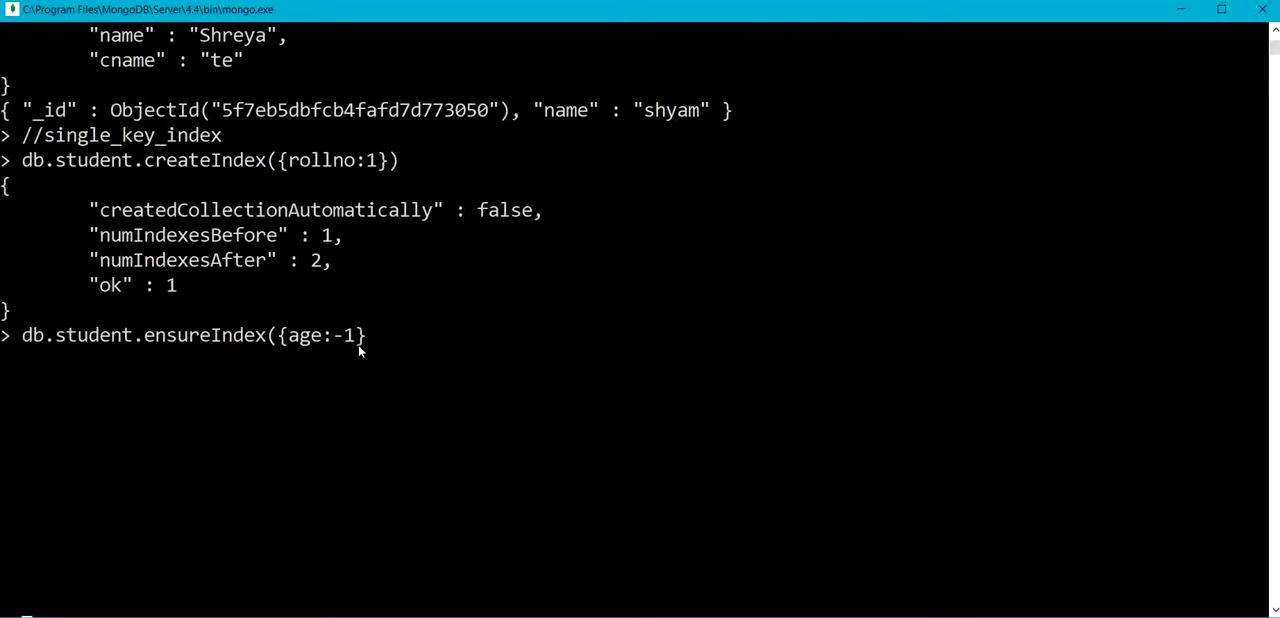 C:\Program Files\MongoDB\Server\4.4\bin\mongo.exe
"name" : "Shreya",
"cname" : "te"
}
{ "_id" : ObjectId("5f7eb5dbfcb4fafd7d773050"), "name" : "shyam" }
> //single_key_index
> db.student.createIndex({rollno:1})
{
"createdCollectionAutomatically" : false,
"numIndexesBefore" : 1,
"numIndexesAfter" : 2,
"ok" : 1
}
> db.student.ensureIndex({age:-1}